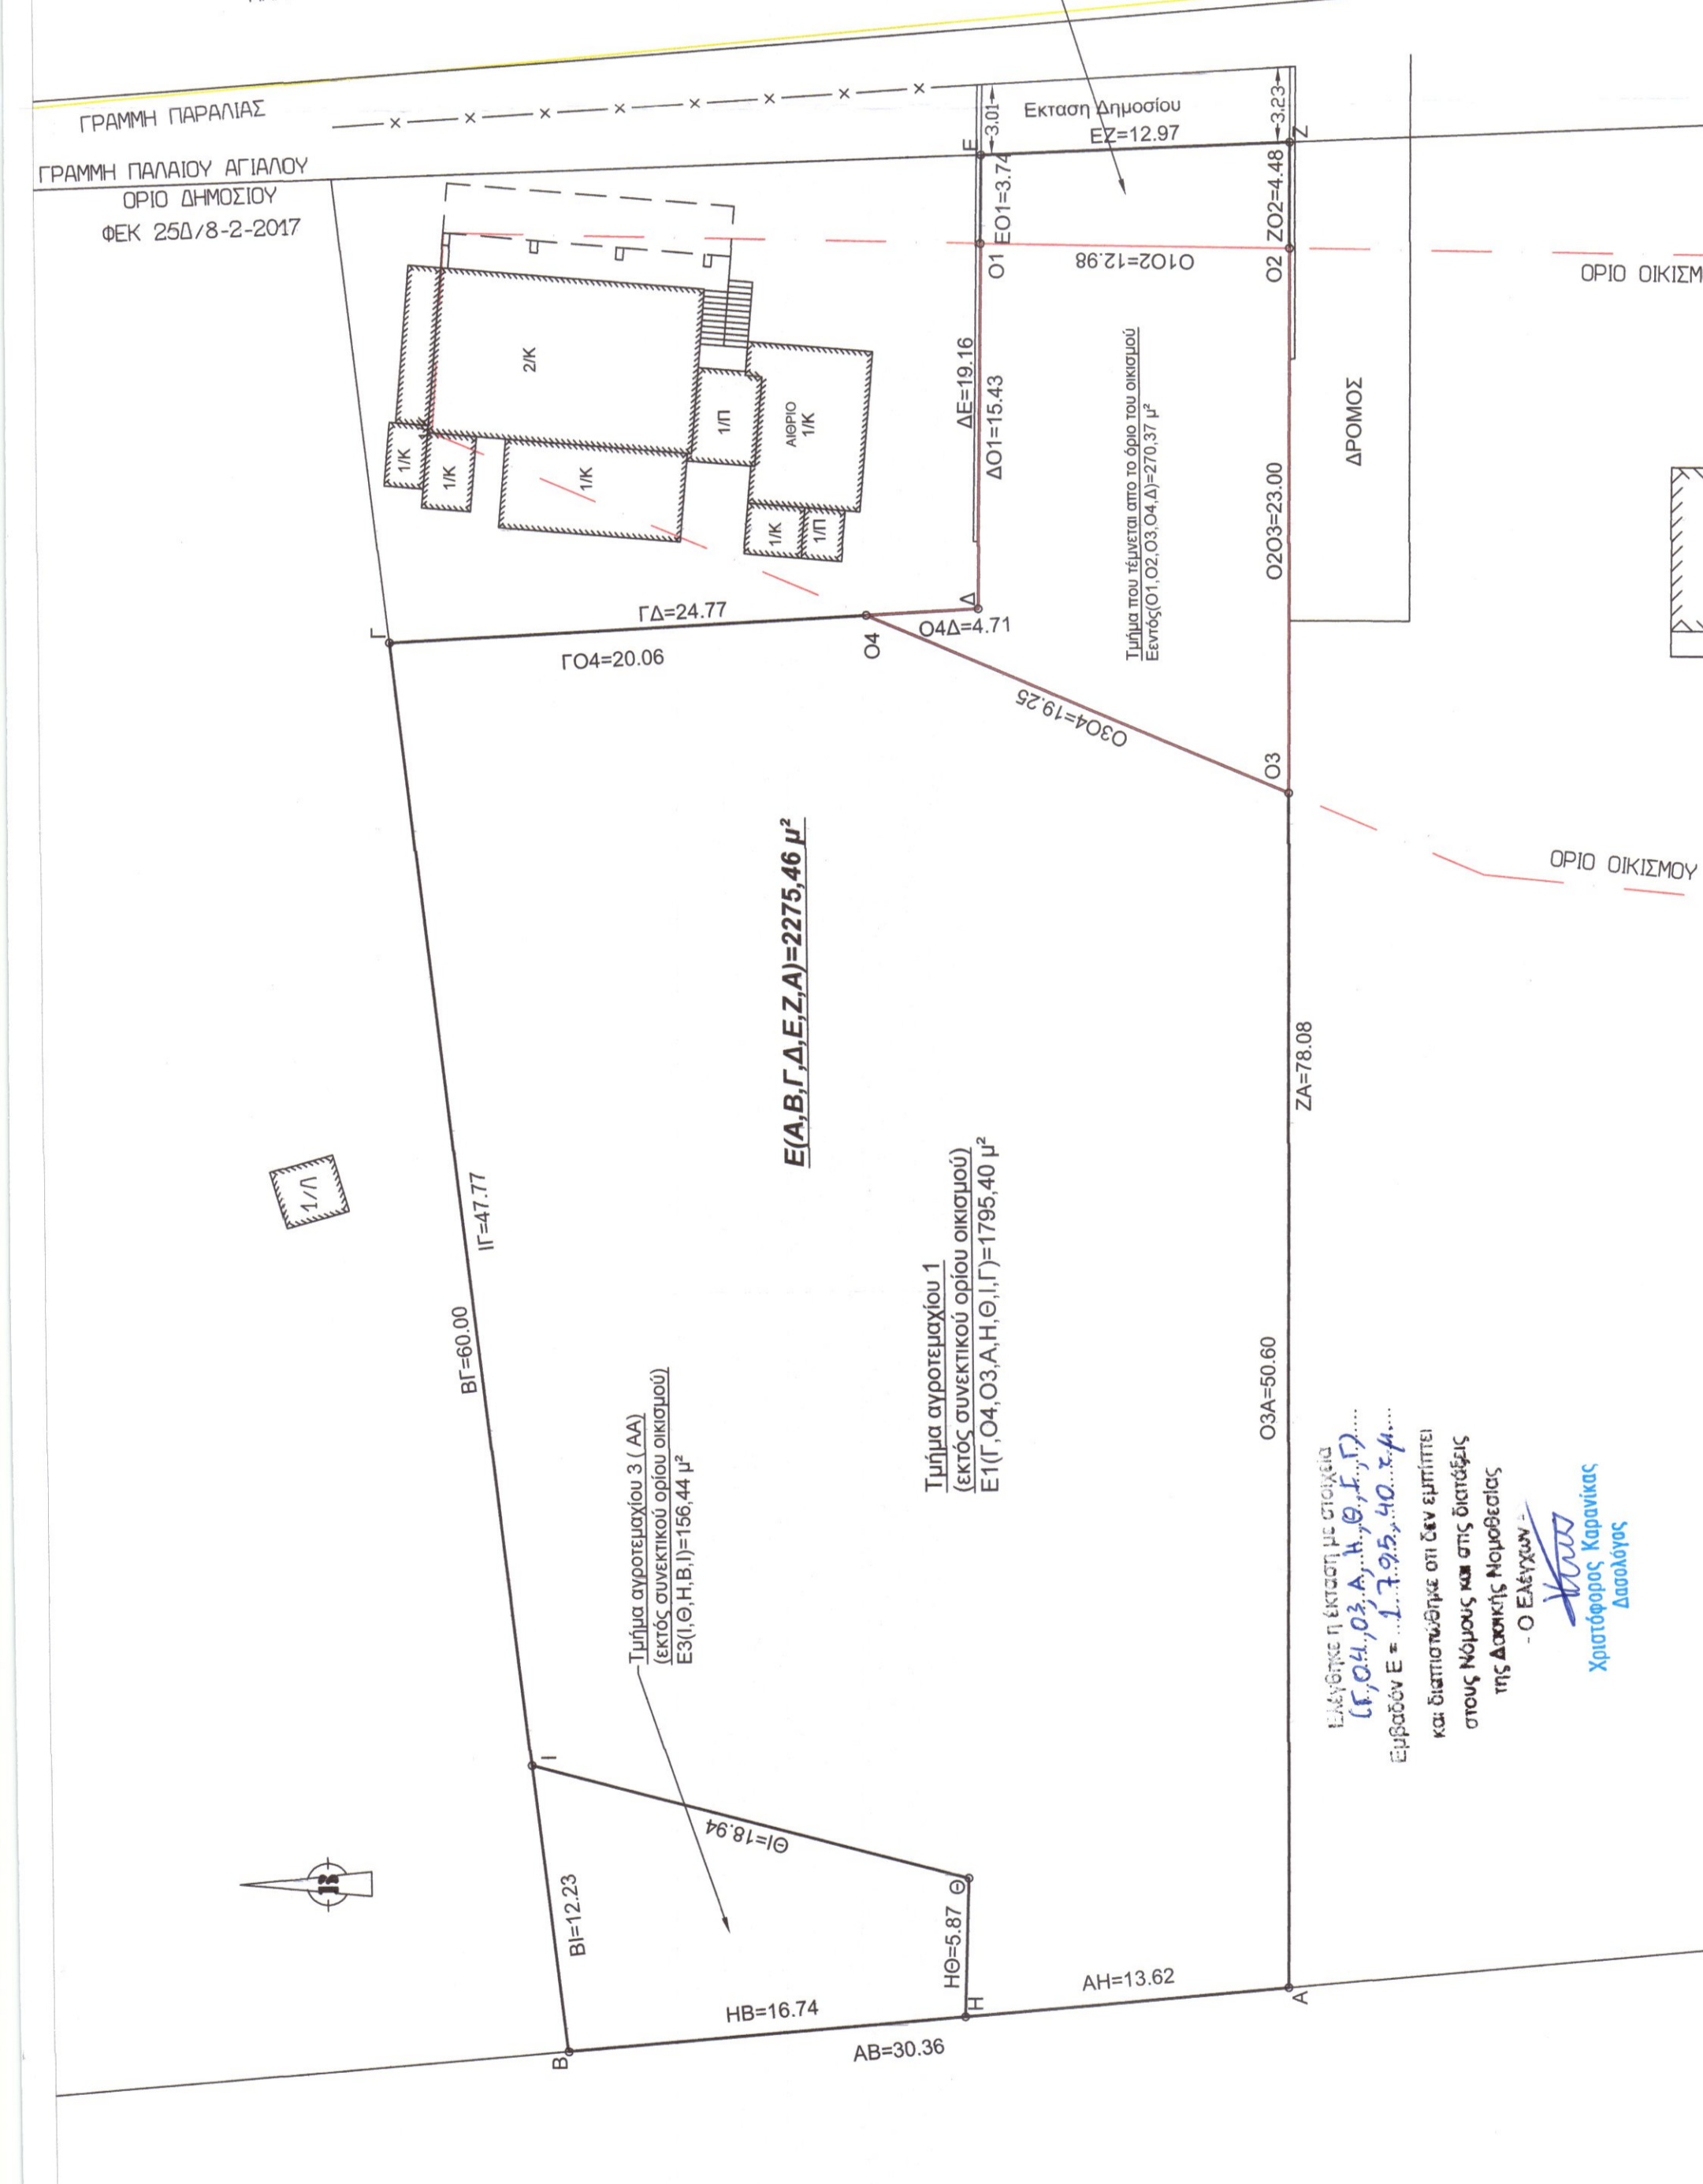 ΓΡΑΜΜΗ ΠΑΡΑΛΙΑΣ
ΓΡΑΜΜΗ ΠΑΛΑΙΟΥ ΑΓΙΑΛΟΥ
ΟΡΙΟ ΔΗΜΟΣΙΟΥ
ΦΕΚ 25Δ/8-2-2017
Εκταση Δημοσίου
3.01
3.23
ΕΖ=12.97
Ε
Ζ
ΕΟ1=3.74
ΖΟ2=4.48
Ο1
Ο2
Ο1Ο2=12.98
ΟΡΙΟ ΟΙΚΙΣΜ
2/Κ
1/Κ
1/Κ
1/Κ
1/Π
ΑΙΘΡΙΟ
1/Κ
1/Κ
1/Π
ΔΕ=19.16
ΔΟ1=15.43
Τμήμα που τέμνεται απο το όριο του οικισμού
Εεντός(Ο1,Ο2,Ο3,Ο4,Δ)=270,37 μ²
Ο2Ο3=23.00
ΔΡΟΜΟΣ
Γ
ΓΔ=24.77
ΓΟ4=20.06
Ο4
Δ
Ο4Δ=4.71
Ο3Ο4=19.25
Ο3
ΟΡΙΟ ΟΙΚΙΣΜΟΥ
Ε(Α,Β,Γ,Δ,Ε,Ζ,Α)=2275,46 μ²
ΖΑ=78.08
1/Λ
ΙΓ=47.77
ΒΓ=60.00
Τμήμα αγροτεμαχίου 1
(εκτός συνεκτικού ορίου οικισμού)
Ε1(Γ,Ο4,Ο3,Α,Η,Θ,Ι,Γ)=1795,40 μ²
Ο3Α=50.60
Τμήμα αγροτεμαχίου 3 ( ΑΑ)
(εκτός συνεκτικού ορίου οικισμού)
Ε3(Ι,Θ,Η,Β,Ι)=156,44 μ²
Ι
ΘΙ=18.94
ΒΙ=12.23
Θ
ΗΘ=5.87
Η
ΗΒ=16.74
ΑΗ=13.62
ΑΒ=30.36
Β
Α
Ελέγθηκε η έκταση με στοιχεία
(Γ,Ο4,Ο3,Α,Η,Θ,Ι,Γ)
Εμβαδόν Ε = 1.795,40 τ.μ.
και διαπιστώθηκε οτι δεν εμπίπτει
στους Νόμους και στις διατάξεις
της Δασικής Νομοθεσίας
- Ο Ελέγχων -
Χριστόφορος Καρανίκας
Δασολόγος